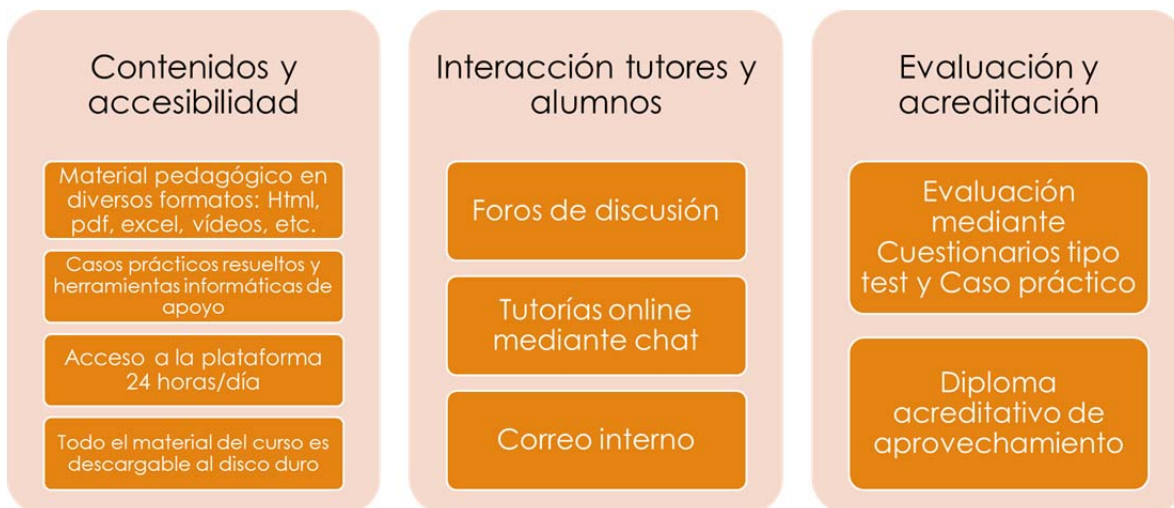 Contenidos y
accesibilidad
Material pedagógico en
diversos formatos: Html,
pdf, excel, vídeos, etc.
Casos prácticos resueltos y
herramientas informáticas de
apoyo
Acceso a la plataforma
24 horas/día
Todo el material del curso es
descargable al disco duro
Interacción tutores y
alumnos
Foros de discusión
Tutorías online
mediante chat
Correo interno
Evaluación y
acreditación
Evaluación
mediante
Cuestionarios tipo
test y Caso práctico
Diploma
acreditativo de
aprovechamiento